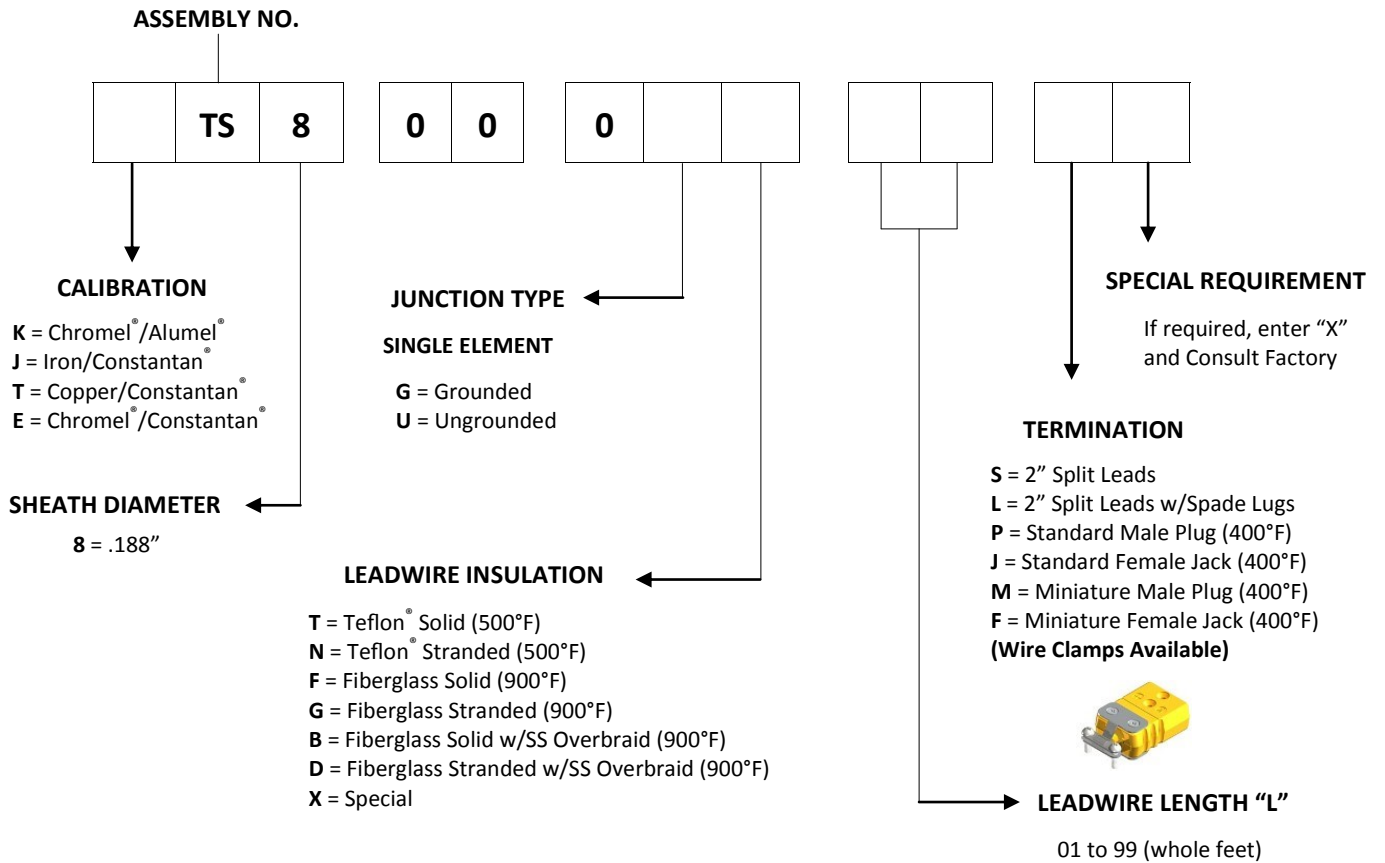 ASSEMBLY NO.
TS 8 0 0 0
CALIBRATION
K = Chromel®/Alumel®
J = Iron/Constantan®
T = Copper/Constantan®
E = Chromel®/Constantan®
SHEATH DIAMETER
8 = .188”
JUNCTION TYPE
SINGLE ELEMENT
G = Grounded
U = Ungrounded
LEADWIRE INSULATION
T = Teflon® Solid (500°F)
N = Teflon® Stranded (500°F)
F = Fiberglass Solid (900°F)
G = Fiberglass Stranded (900°F)
B = Fiberglass Solid w/SS Overbraid (900°F)
D = Fiberglass Stranded w/SS Overbraid (900°F)
X = Special
SPECIAL REQUIREMENT
If required, enter “X”
and Consult Factory
TERMINATION
S = 2” Split Leads
L = 2” Split Leads w/Spade Lugs
P = Standard Male Plug (400°F)
J = Standard Female Jack (400°F)
M = Miniature Male Plug (400°F)
F = Miniature Female Jack (400°F)
(Wire Clamps Available)
LEADWIRE LENGTH “L”
01 to 99 (whole feet)